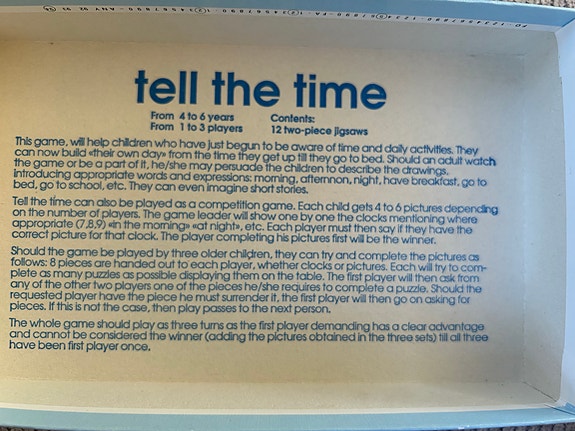 tell the time
From 4 to 6 years
From 1 to 3 players
Contents:
12 two-piece jigsaws
This game, will help children who have just begun to be aware of time and daily activities. They
can now build «their own day» from the time they get up till they go to bed. Should an adult watch
the game or be a part of it, he/she may persuade the children to describe the drawings,
introducing appropriate words and expressions: morning, afternoon, night, have breakfast, go to
bed, go to school, etc. They can even imagine short stories.
Tell the time can also be played as a competition game. Each child gets 4 to 6 pictures depending
on the number of players. The game leader will show one by one the clocks mentioning where
appropriate (7,8,9) «in the morning» «at night», etc. Each player must then say if they have the
correct picture for that clock. The player completing his pictures first will be the winner.
Should the game be played by three older children, they can try and complete the pictures as
follows: 8 pieces are handed out to each player, whether clocks or pictures. Each will try to com-
plete as many puzzles as possible displaying them on the table. The first player will then ask from
any of the other two players one of the pieces he/she requires to complete a puzzle. Should the
requested player have the piece he must surrender it, the first player will then go on asking for
pieces. If this is not the case, then play passes to the next person.
The whole game should play as three turns as the first player demanding has a clear advantage
and cannot be considered the winner (adding the pictures obtained in the three sets) till all three
have been first player once.